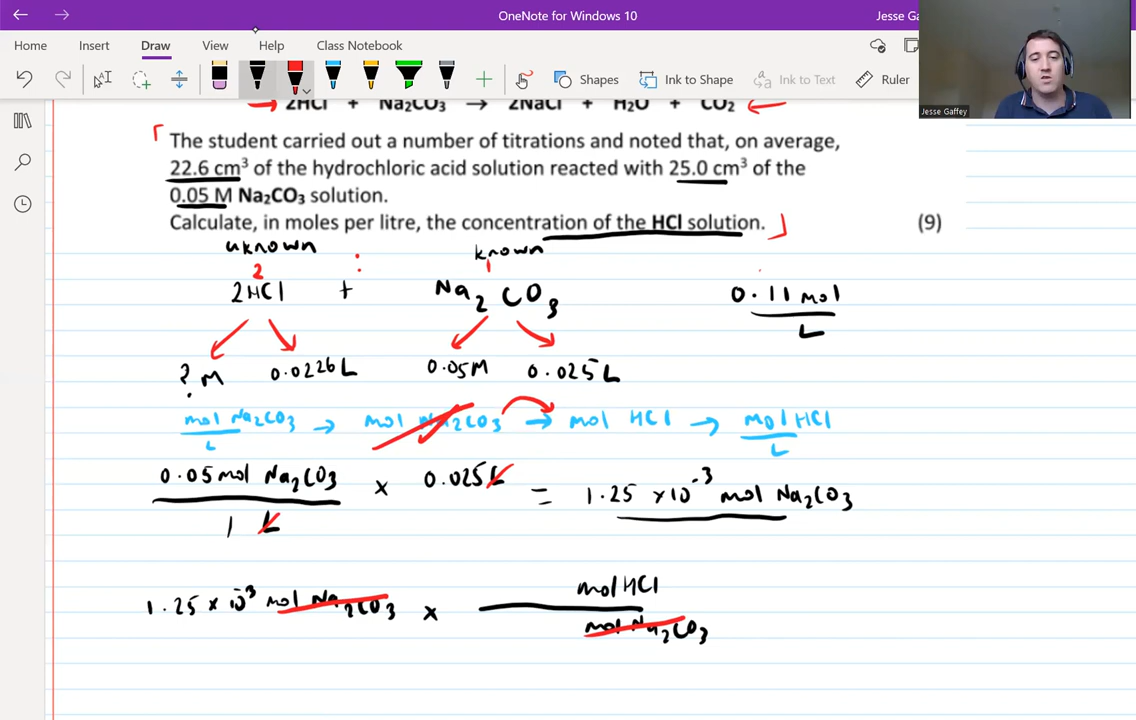 OneNote for Windows 10
Jesse Ga
Home Insert Draw View Help Class Notebook
Shapes Ink to Shape Ink to Text Ruler
Jesse Gaffey
2HCl + Na₂CO₃ → 2NaCl + H₂O + CO₂
The student carried out a number of titrations and noted that, on average,
22.6 cm³ of the hydrochloric acid solution reacted with 25.0 cm³ of the
0.05 M Na₂CO₃ solution.
Calculate, in moles per litre, the concentration of the HCl solution. (9)
uknown : known
2 1
2HCl + Na₂CO₃ 0.11 mol
L
? M 0.0226L 0.05M 0.025L
mol Na₂CO₃ → mol Na₂CO₃ → mol HCl → mol HCl
L L
0.05 mol Na₂CO₃ × 0.025L = 1.25 × 10⁻³ mol Na₂CO₃
1 L
mol HCl
1.25 × 10⁻³ mol Na₂CO₃ ×
mol Na₂CO₃